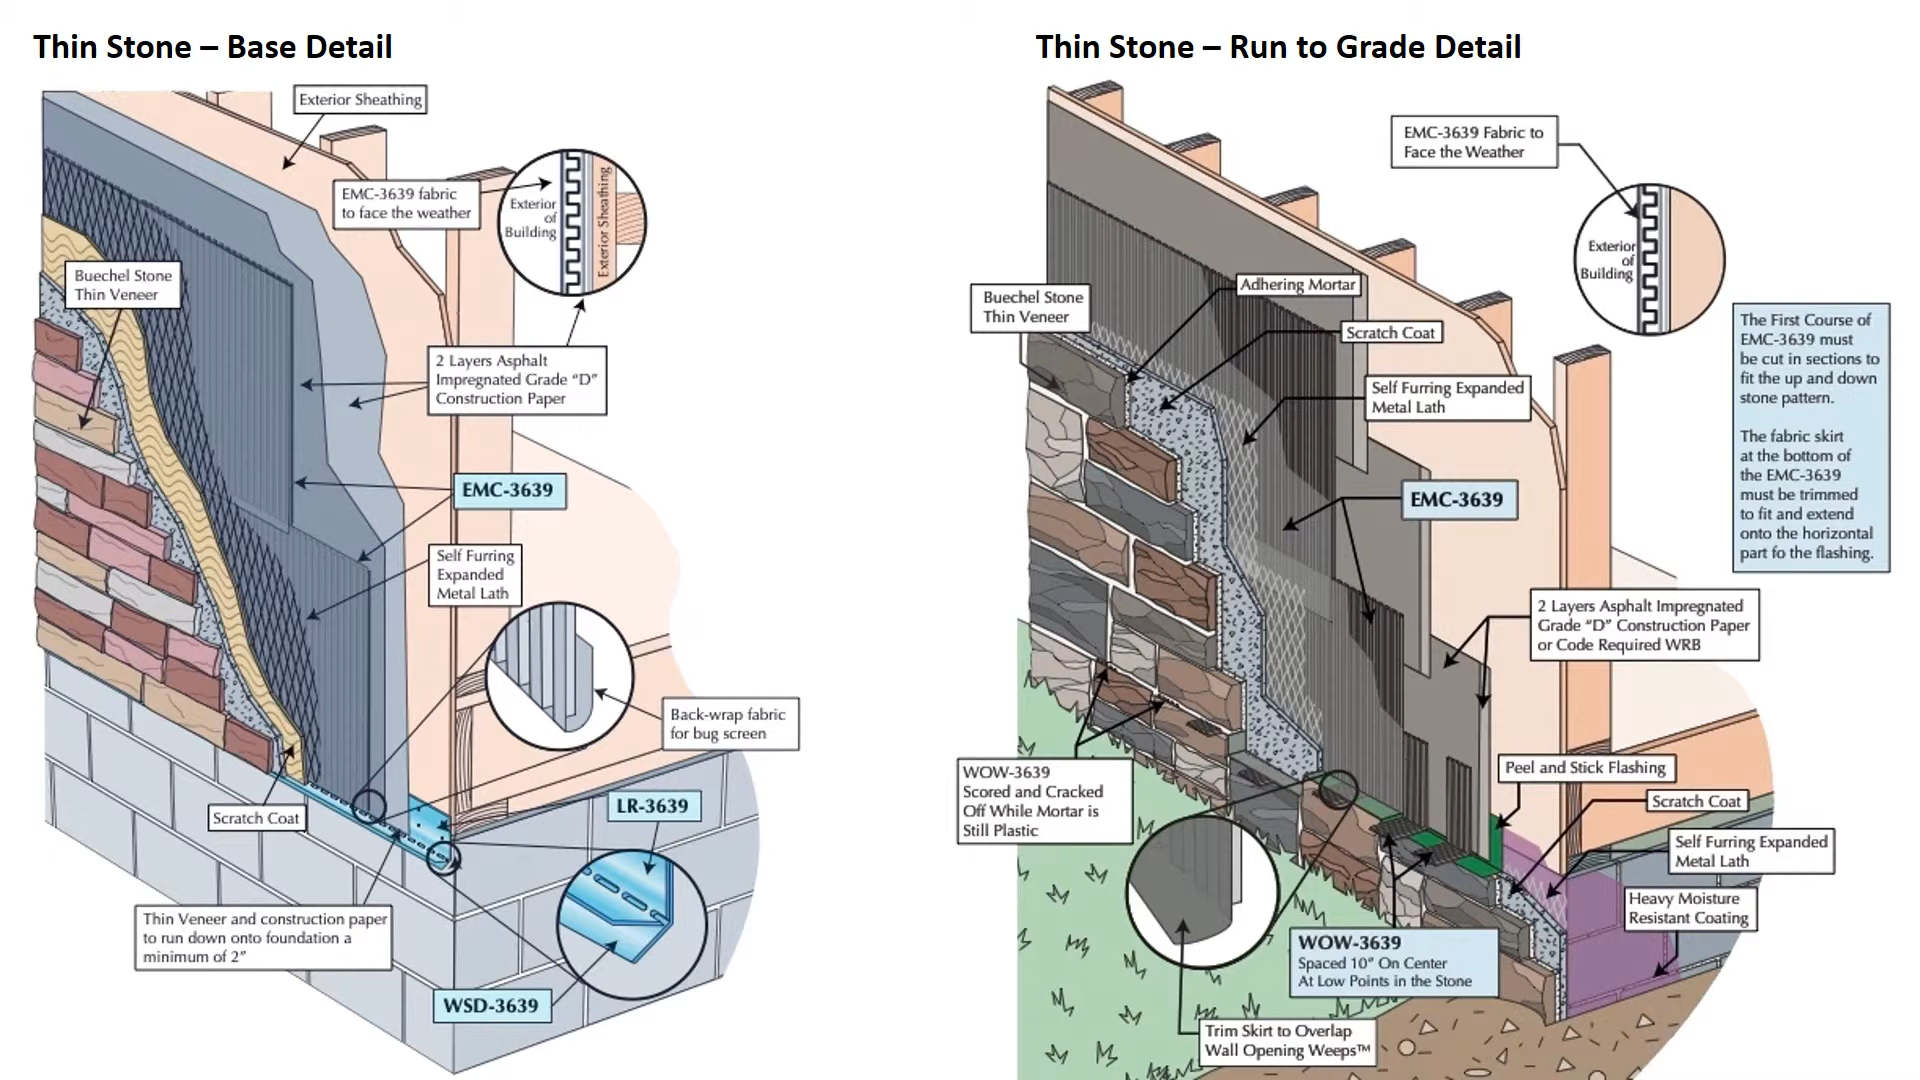 Thin Stone – Base Detail
Exterior Sheathing
EMC-3639 fabric
to face the weather
Exterior
of
Building
Exterior Sheathing
Buechel Stone
Thin Veneer
2 Layers Asphalt
Impregnated Grade “D”
Construction Paper
EMC-3639
Self Furring
Expanded
Metal Lath
Back-wrap fabric
for bug screen
LR-3639
Scratch Coat
Thin Veneer and construction paper
to run down onto foundation a
minimum of 2”
WSD-3639
Thin Stone – Run to Grade Detail
EMC-3639 Fabric to
Face the Weather
Exterior
of
Building
Buechel Stone
Thin Veneer
Adhering Mortar
Scratch Coat
Self Furring Expanded
Metal Lath
The First Course of
EMC-3639 must
be cut in sections to
fit the up and down
stone pattern.
The fabric skirt
at the bottom of
the EMC-3639
must be trimmed
to fit and extend
onto the horizontal
part fo the flashing.
EMC-3639
2 Layers Asphalt Impregnated
Grade “D” Construction Paper
or Code Required WRB
WOW-3639
Scored and Cracked
Off While Mortar is
Still Plastic
Peel and Stick Flashing
Scratch Coat
Self Furring Expanded
Metal Lath
Heavy Moisture
Resistant Coating
WOW-3639
Spaced 10” On Center
At Low Points in the Stone
Trim Skirt to Overlap
Wall Opening Weeps™